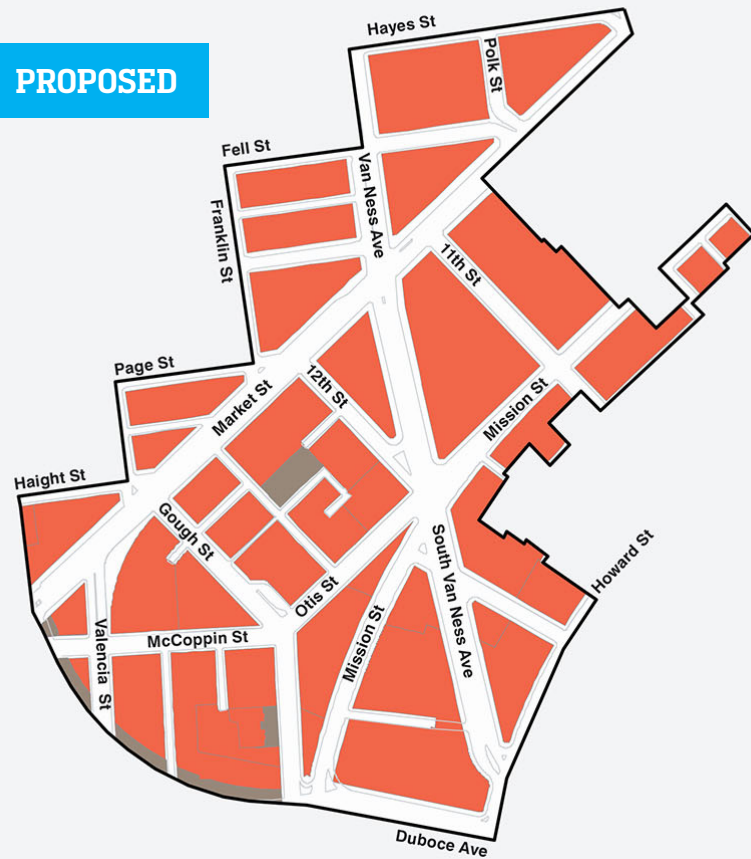 PROPOSED
Hayes St
Polk St
Fell St
Van Ness Ave
Franklin St
11th St
Page St
12th St
Market St
Mission St
Haight St
Gough St
South Van Ness Ave
Howard St
Otis St
Mission St
McCoppin St
Valencia St
Duboce Ave